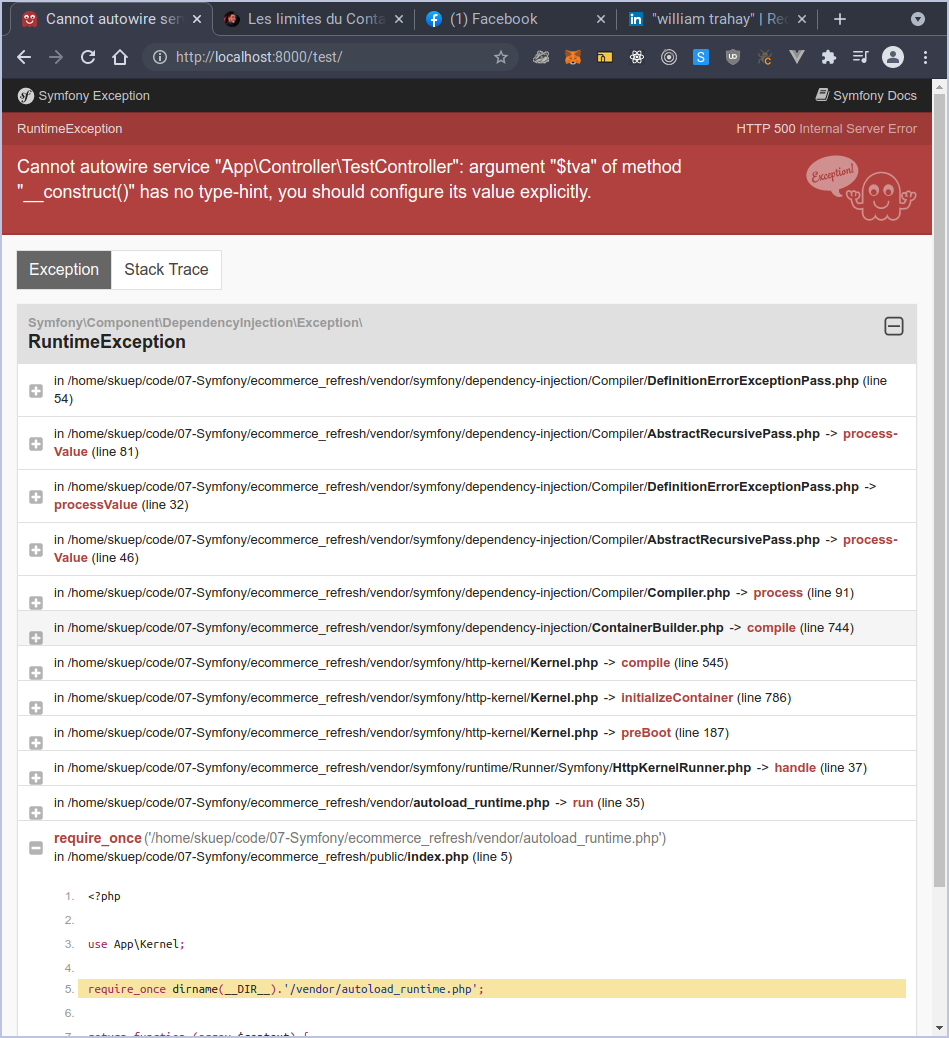 Cannot autowire ser
Les limites du Conta
(1) Facebook
"william trahay" | Re
http://localhost:8000/test/
Symfony Exception
Symfony Docs
RuntimeException
HTTP 500 Internal Server Error
Cannot autowire service "App\Controller\TestController": argument "$tva" of method
"__construct()" has no type-hint, you should configure its value explicitly.
Exception!
Exception
Stack Trace
Symfony\Component\DependencyInjection\Exception\
RuntimeException
in /home/skuep/code/07-Symfony/ecommerce_refresh/vendor/symfony/dependency-injection/Compiler/DefinitionErrorExceptionPass.php (line
54)
in /home/skuep/code/07-Symfony/ecommerce_refresh/vendor/symfony/dependency-injection/Compiler/AbstractRecursivePass.php -> process-
Value (line 81)
in /home/skuep/code/07-Symfony/ecommerce_refresh/vendor/symfony/dependency-injection/Compiler/DefinitionErrorExceptionPass.php ->
processValue (line 32)
in /home/skuep/code/07-Symfony/ecommerce_refresh/vendor/symfony/dependency-injection/Compiler/AbstractRecursivePass.php -> process-
Value (line 46)
in /home/skuep/code/07-Symfony/ecommerce_refresh/vendor/symfony/dependency-injection/Compiler/Compiler.php -> process (line 91)
in /home/skuep/code/07-Symfony/ecommerce_refresh/vendor/symfony/dependency-injection/ContainerBuilder.php -> compile (line 744)
in /home/skuep/code/07-Symfony/ecommerce_refresh/vendor/symfony/http-kernel/Kernel.php -> compile (line 545)
in /home/skuep/code/07-Symfony/ecommerce_refresh/vendor/symfony/http-kernel/Kernel.php -> initializeContainer (line 786)
in /home/skuep/code/07-Symfony/ecommerce_refresh/vendor/symfony/http-kernel/Kernel.php -> preBoot (line 187)
in /home/skuep/code/07-Symfony/ecommerce_refresh/vendor/symfony/runtime/Runner/Symfony/HttpKernelRunner.php -> handle (line 37)
in /home/skuep/code/07-Symfony/ecommerce_refresh/vendor/autoload_runtime.php -> run (line 35)
require_once('/home/skuep/code/07-Symfony/ecommerce_refresh/vendor/autoload_runtime.php')
in /home/skuep/code/07-Symfony/ecommerce_refresh/public/index.php (line 5)
1. <?php
2.
3. use App\Kernel;
4.
5. require_once dirname(__DIR__).'/vendor/autoload_runtime.php';
6.